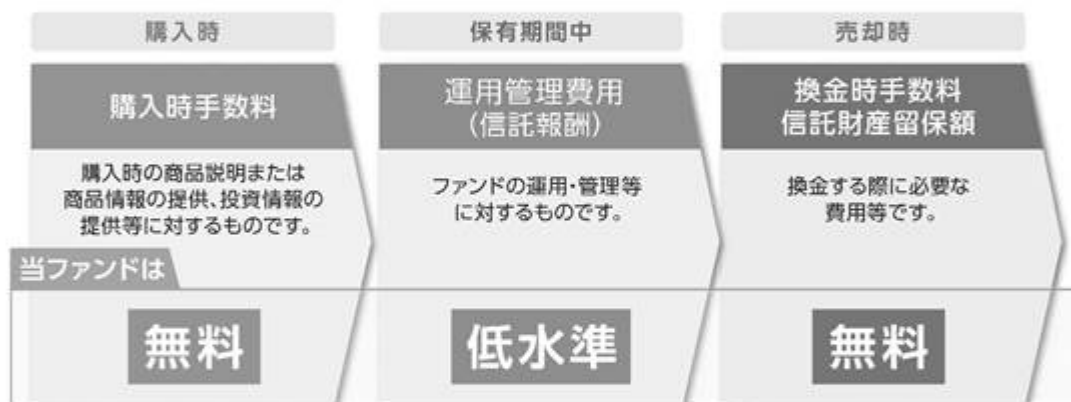 購入時
保有期間中
売却時
購入時手数料
運用管理費用
(信託報酬)
換金時手数料
信託財産留保額
購入時の商品説明または
商品情報の提供、投資情報の
提供等に対するものです。
ファンドの運用・管理等
に対するものです。
換金する際に必要な
費用等です。
当ファンドは
無料
低水準
無料